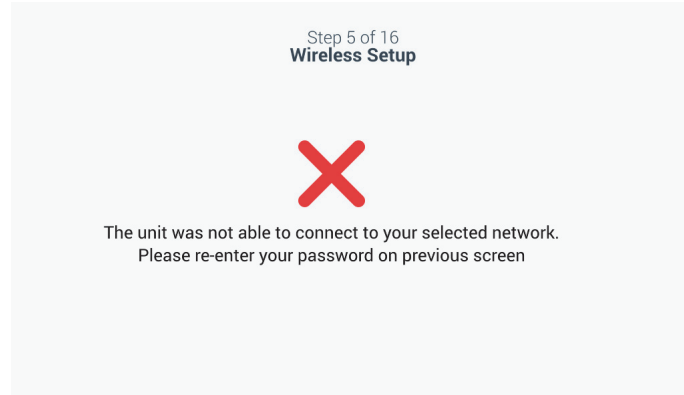 Step 5 of 16
Wireless Setup
The unit was not able to connect to your selected network.
Please re-enter your password on previous screen